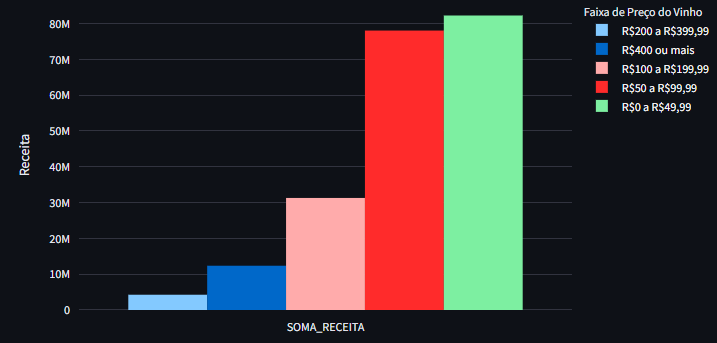 Faixa de Preço do Vinho
R$200 a R$399,99
R$400 ou mais
R$100 a R$199,99
R$50 a R$99,99
R$0 a R$49,99
80M
70M
60M
50M
40M
30M
20M
10M
0
Receita
SOMA_RECEITA